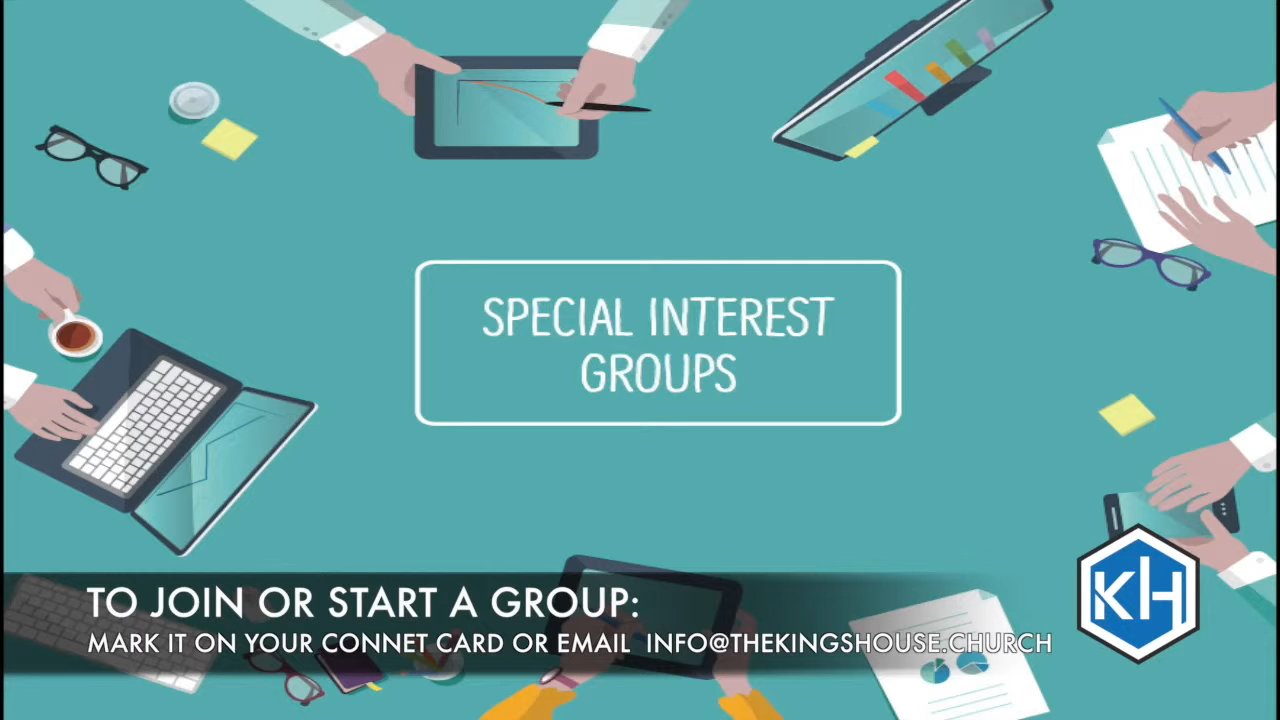 SPECIAL INTEREST
GROUPS
TO JOIN OR START A GROUP:
MARK IT ON YOUR CONNET CARD OR EMAIL INFO@THEKINGSHOUSE.CHURCH
KH